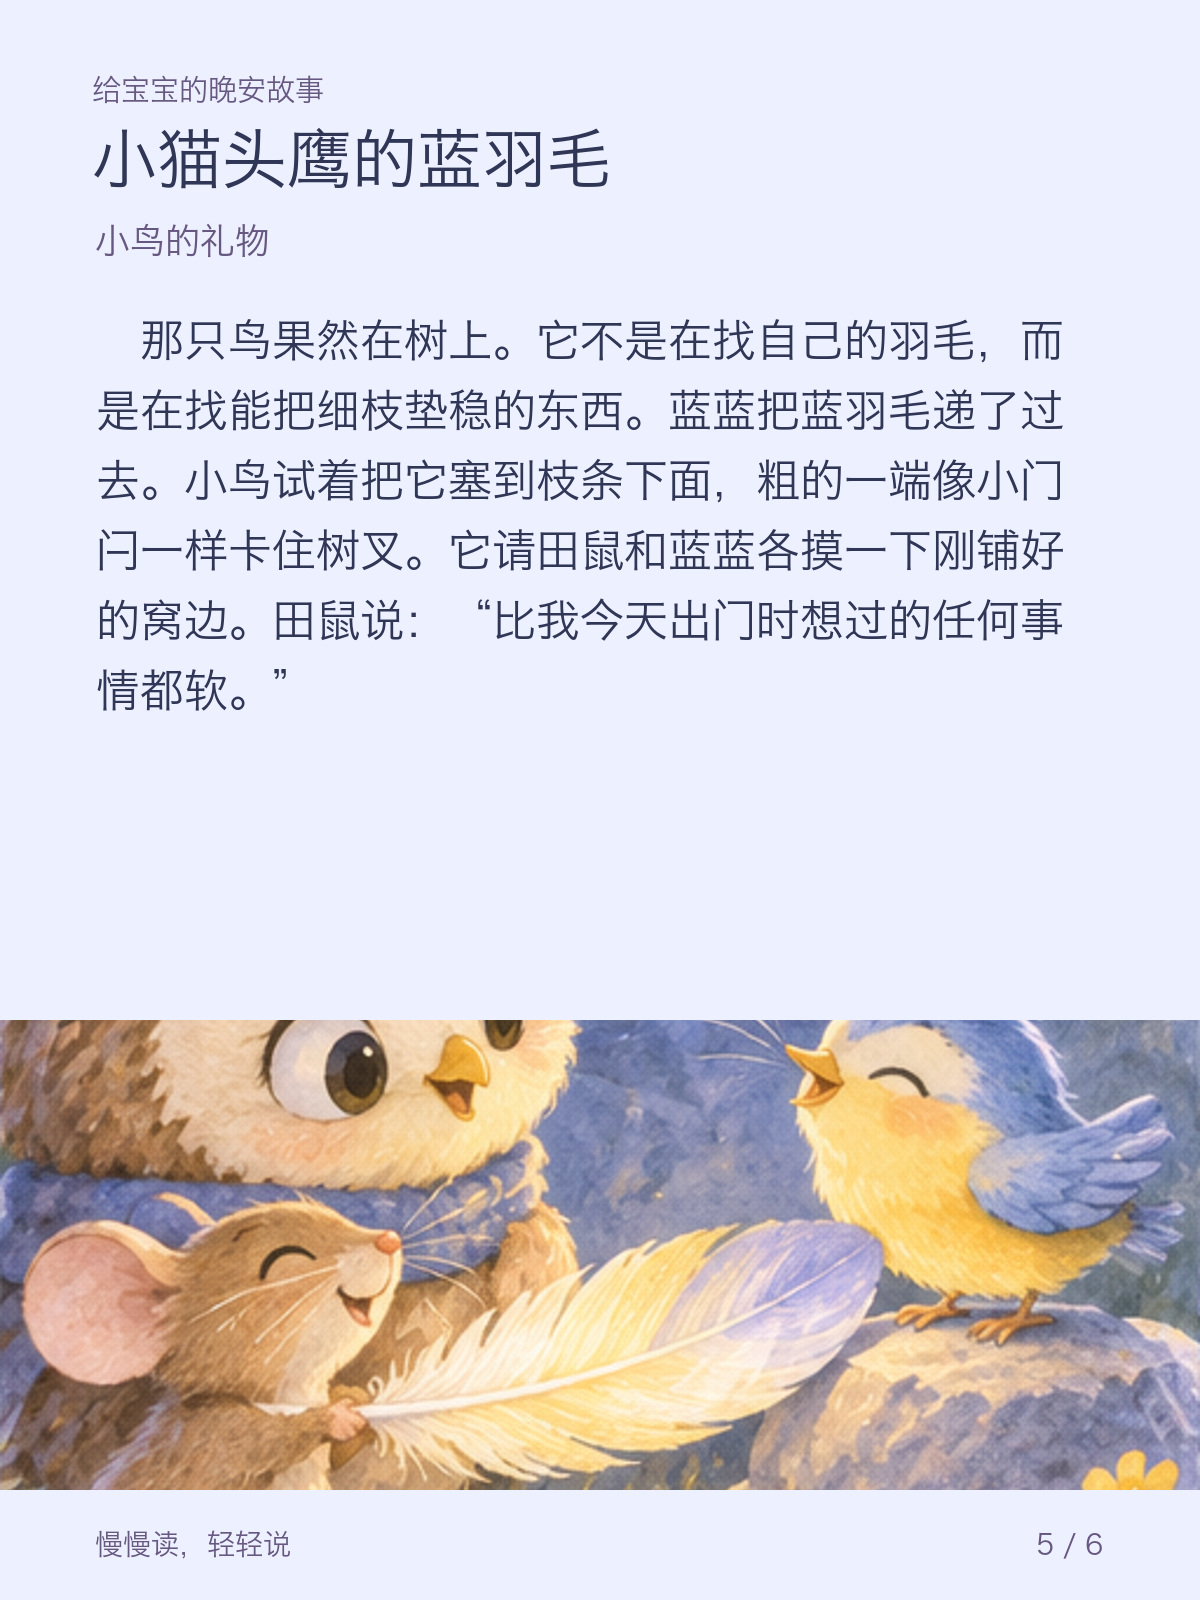 给宝宝的晚安故事
小猫头鹰的蓝羽毛
小鸟的礼物
那只鸟果然在树上。它不是在找自己的羽毛，而
是在找能把细枝垫稳的东西。蓝蓝把蓝羽毛递了过
去。小鸟试着把它塞到枝条下面，粗的一端像小门
闩一样卡住树叉。它请田鼠和蓝蓝各摸一下刚铺好
的窝边。田鼠说：“比我今天出门时想过的任何事
情都软。”
慢慢读，轻轻说
5 / 6